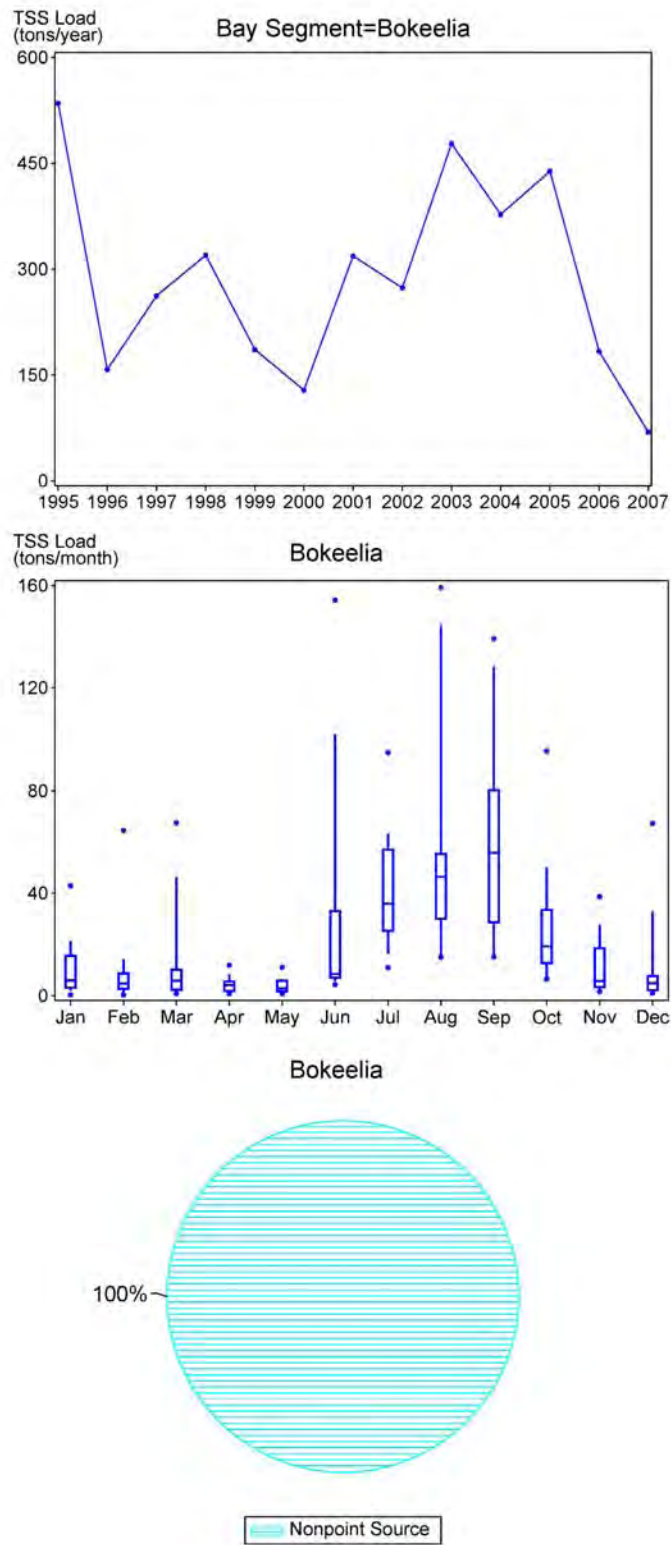 TSS Load
(tons/year)
Bay Segment=Bokeelia
600
450
300
150
0
1995 1996 1997 1998 1999 2000 2001 2002 2003 2004 2005 2006 2007
TSS Load
(tons/month)
Bokeelia
160
120
80
40
0
Jan Feb Mar Apr May Jun Jul Aug Sep Oct Nov Dec
Bokeelia
100%
Nonpoint Source